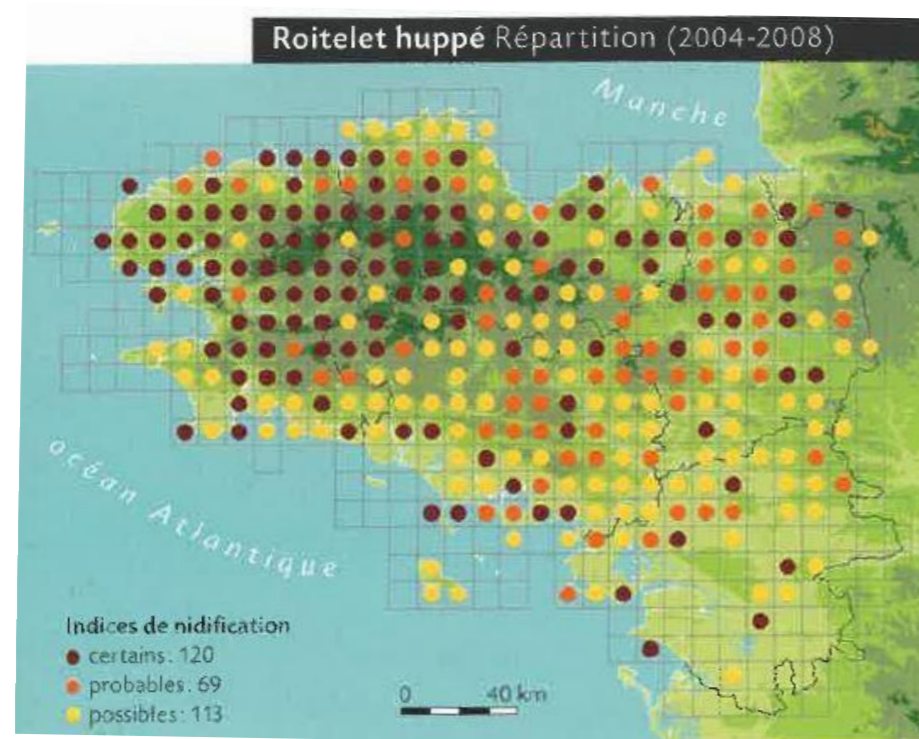 Roitelet huppé Répartition (2004-2008)
Manche
océan Atlantique
Indices de nidification
certains: 120
probables: 69
possibles: 113
0 40 km